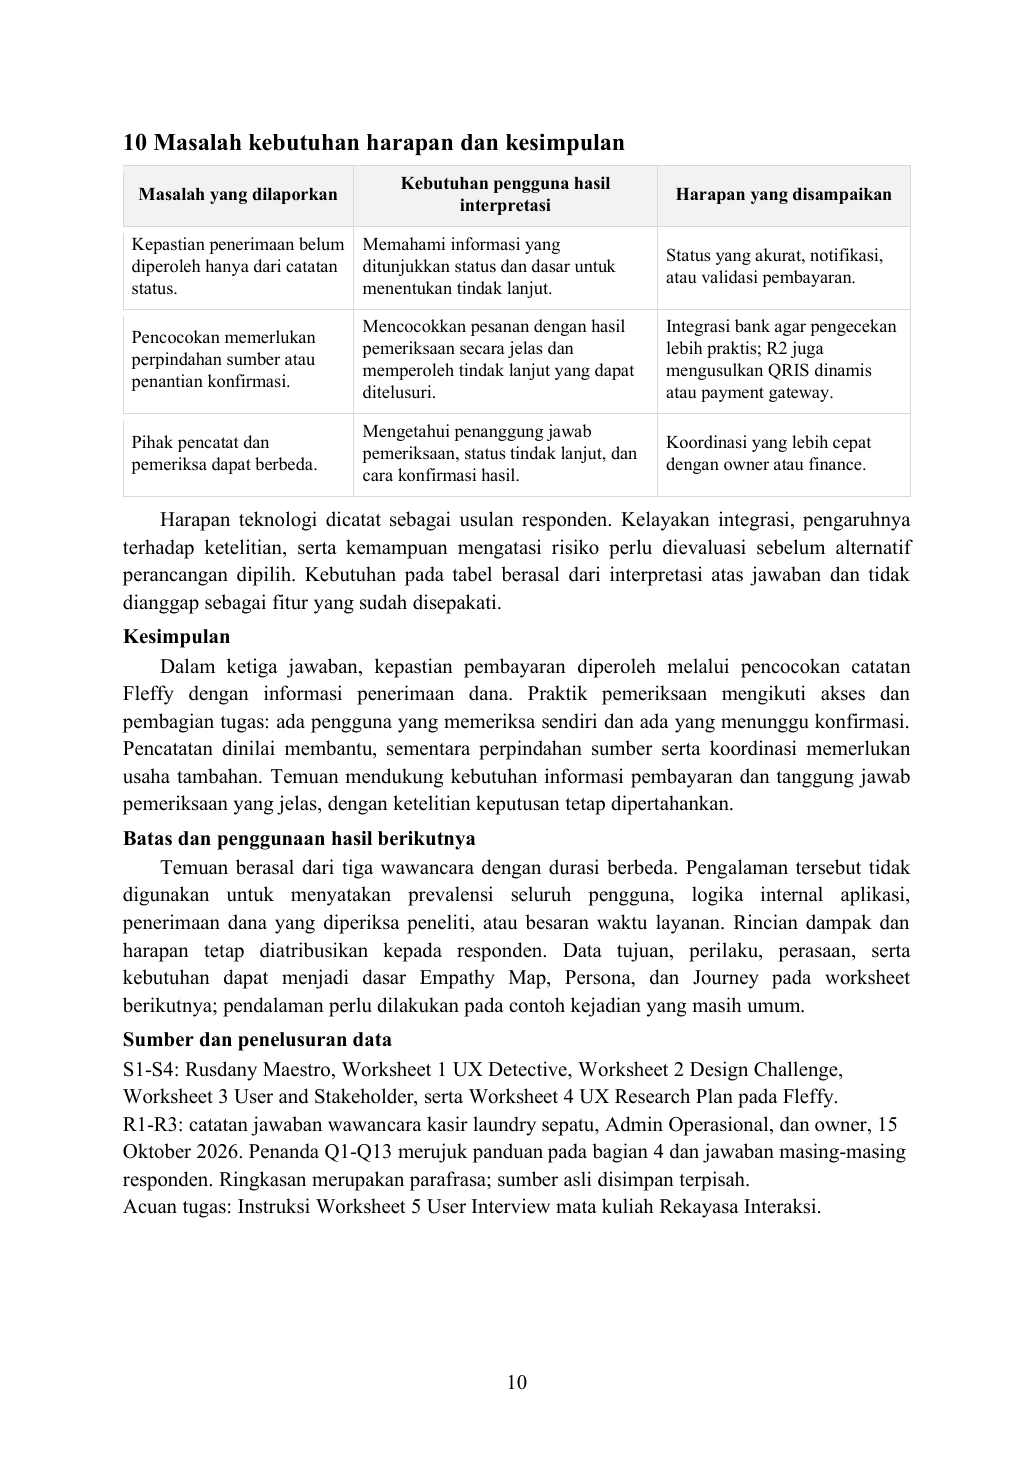 10 Masalah kebutuhan harapan dan kesimpulan
Masalah yang dilaporkan
Kebutuhan pengguna hasil
interpretasi
Harapan yang disampaikan
Kepastian penerimaan belum
diperoleh hanya dari catatan
status.
Memahami informasi yang
ditunjukkan status dan dasar untuk
menentukan tindak lanjut.
Status yang akurat, notifikasi,
atau validasi pembayaran.
Pencocokan memerlukan
perpindahan sumber atau
penantian konfirmasi.
Mencocokkan pesanan dengan hasil
pemeriksaan secara jelas dan
memperoleh tindak lanjut yang dapat
ditelusuri.
Integrasi bank agar pengecekan
lebih praktis; R2 juga
mengusulkan QRIS dinamis
atau payment gateway.
Pihak pencatat dan
pemeriksa dapat berbeda.
Mengetahui penanggung jawab
pemeriksaan, status tindak lanjut, dan
cara konfirmasi hasil.
Koordinasi yang lebih cepat
dengan owner atau finance.
Harapan teknologi dicatat sebagai usulan responden. Kelayakan integrasi, pengaruhnya
terhadap ketelitian, serta kemampuan mengatasi risiko perlu dievaluasi sebelum alternatif
perancangan dipilih. Kebutuhan pada tabel berasal dari interpretasi atas jawaban dan tidak
dianggap sebagai fitur yang sudah disepakati.
Kesimpulan
Dalam ketiga jawaban, kepastian pembayaran diperoleh melalui pencocokan catatan
Fleffy dengan informasi penerimaan dana. Praktik pemeriksaan mengikuti akses dan
pembagian tugas: ada pengguna yang memeriksa sendiri dan ada yang menunggu konfirmasi.
Pencatatan dinilai membantu, sementara perpindahan sumber serta koordinasi memerlukan
usaha tambahan. Temuan mendukung kebutuhan informasi pembayaran dan tanggung jawab
pemeriksaan yang jelas, dengan ketelitian keputusan tetap dipertahankan.
Batas dan penggunaan hasil berikutnya
Temuan berasal dari tiga wawancara dengan durasi berbeda. Pengalaman tersebut tidak
digunakan untuk menyatakan prevalensi seluruh pengguna, logika internal aplikasi,
penerimaan dana yang diperiksa peneliti, atau besaran waktu layanan. Rincian dampak dan
harapan tetap diatribusikan kepada responden. Data tujuan, perilaku, perasaan, serta
kebutuhan dapat menjadi dasar Empathy Map, Persona, dan Journey pada worksheet
berikutnya; pendalaman perlu dilakukan pada contoh kejadian yang masih umum.
Sumber dan penelusuran data
S1-S4: Rusdany Maestro, Worksheet 1 UX Detective, Worksheet 2 Design Challenge,
Worksheet 3 User and Stakeholder, serta Worksheet 4 UX Research Plan pada Fleffy.
R1-R3: catatan jawaban wawancara kasir laundry sepatu, Admin Operasional, dan owner, 15
Oktober 2026. Penanda Q1-Q13 merujuk panduan pada bagian 4 dan jawaban masing-masing
responden. Ringkasan merupakan parafrasa; sumber asli disimpan terpisah.
Acuan tugas: Instruksi Worksheet 5 User Interview mata kuliah Rekayasa Interaksi.
10